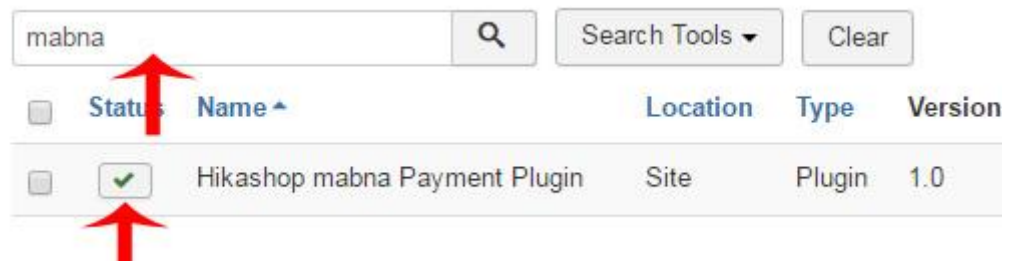 mabna Search Tools Clear
Status Name Location Type Version
Hikashop mabna Payment Plugin Site Plugin 1.0